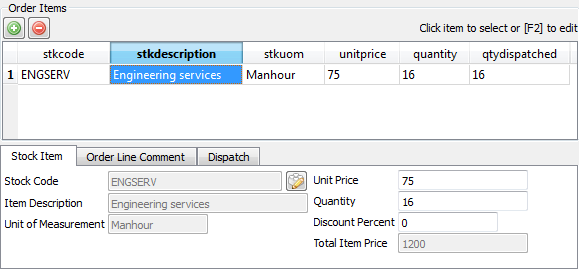 Order Items
Click item to select or [F2] to edit
stkcode stkdescription stkuom unitprice quantity qtydispatched
1 ENGSERV Engineering services Manhour 75 16 16
Stock Item Order Line Comment Dispatch
Stock Code ENGSERV Unit Price 75
Item Description Engineering services Quantity 16
Unit of Measurement Manhour Discount Percent 0
Total Item Price 1200